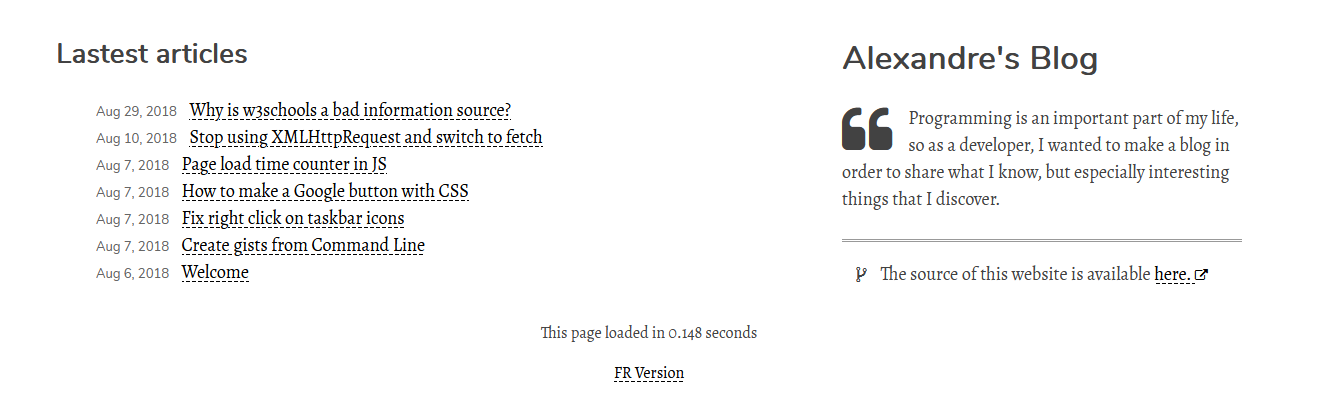 Lastest articles
Aug 29, 2018 Why is w3schools a bad information source?
Aug 10, 2018 Stop using XMLHttpRequest and switch to fetch
Aug 7, 2018 Page load time counter in JS
Aug 7, 2018 How to make a Google button with CSS
Aug 7, 2018 Fix right click on taskbar icons
Aug 7, 2018 Create gists from Command Line
Aug 6, 2018 Welcome
Alexandre's Blog
Programming is an important part of my life,
so as a developer, I wanted to make a blog in
order to share what I know, but especially interesting
things that I discover.
The source of this website is available here.
This page loaded in 0.148 seconds
FR Version